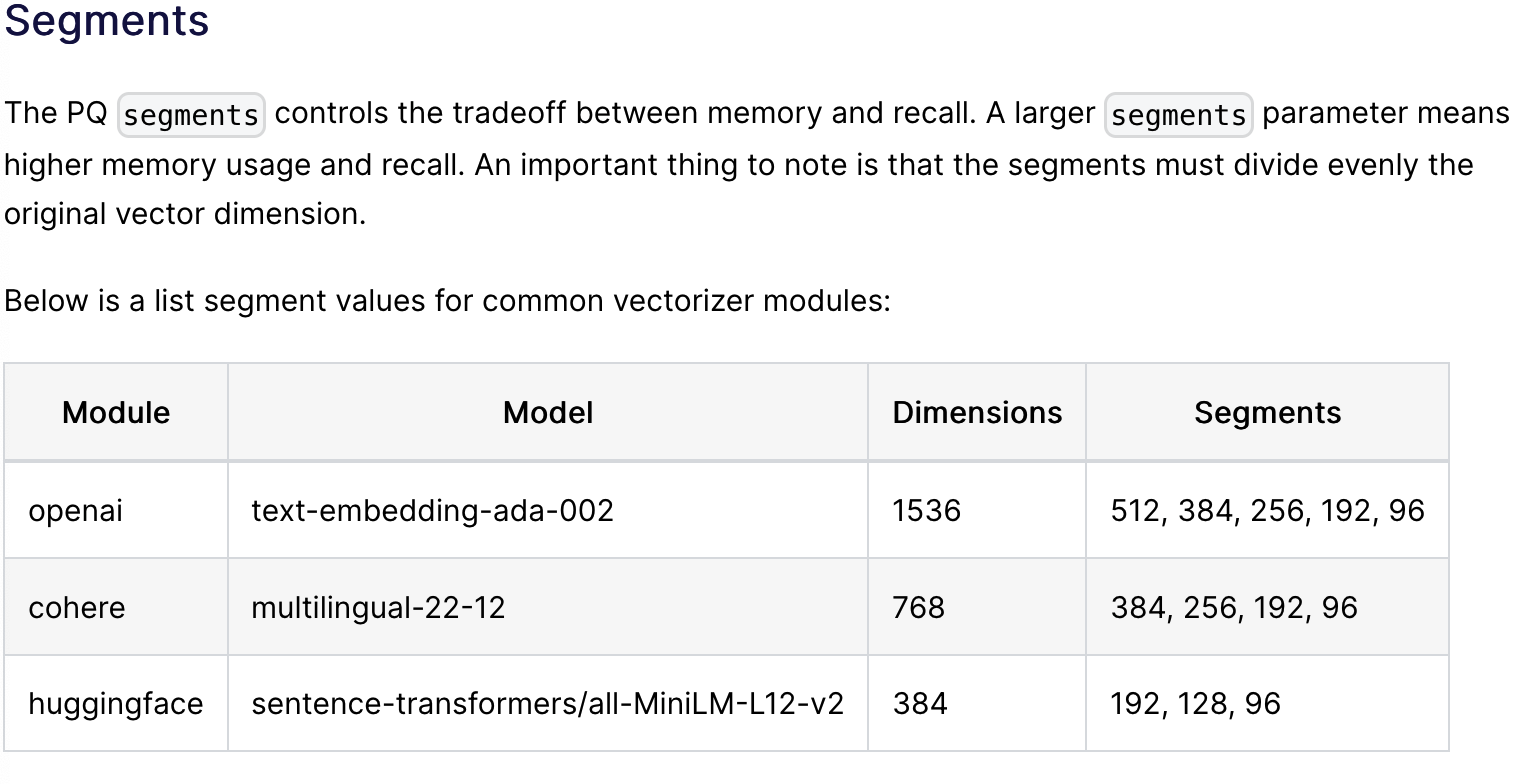 Segments
The PQ segments controls the tradeoff between memory and recall. A larger segments parameter means
higher memory usage and recall. An important thing to note is that the segments must divide evenly the
original vector dimension.
Below is a list segment values for common vectorizer modules:
Module Model Dimensions Segments
openai text-embedding-ada-002 1536 512, 384, 256, 192, 96
cohere multilingual-22-12 768 384, 256, 192, 96
huggingface sentence-transformers/all-MiniLM-L12-v2 384 192, 128, 96